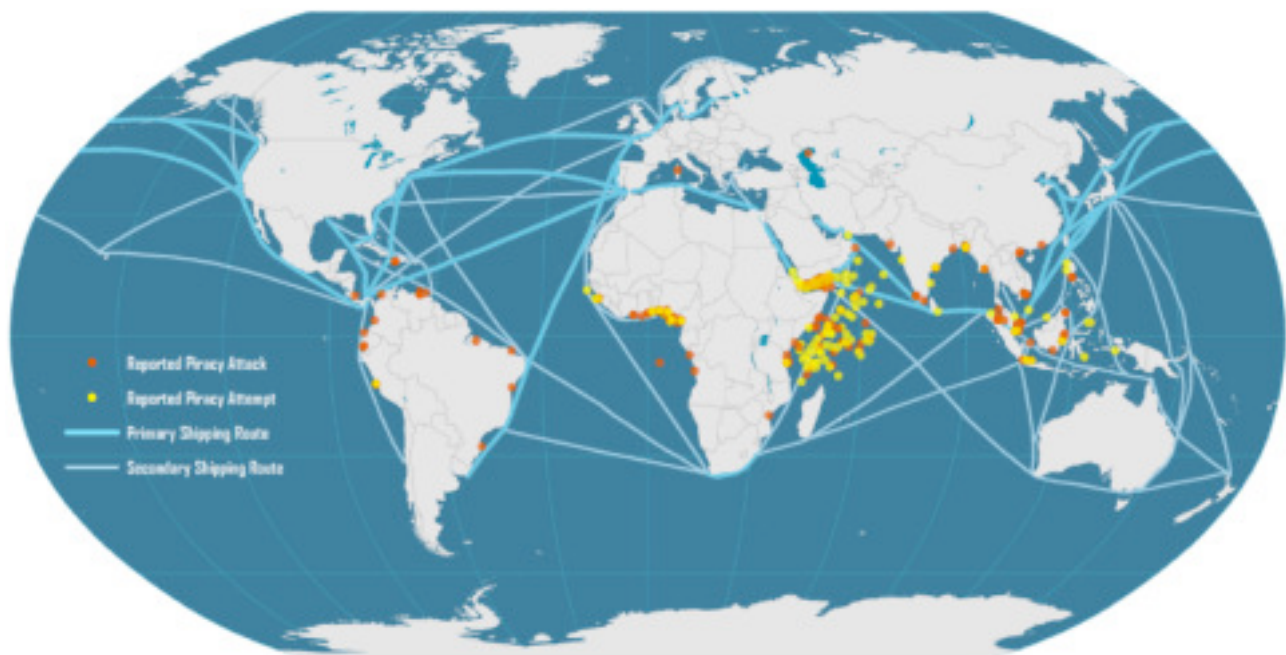 Reported Piracy Attack
Reported Piracy Attempt
Primary Shipping Route
Secondary Shipping Route